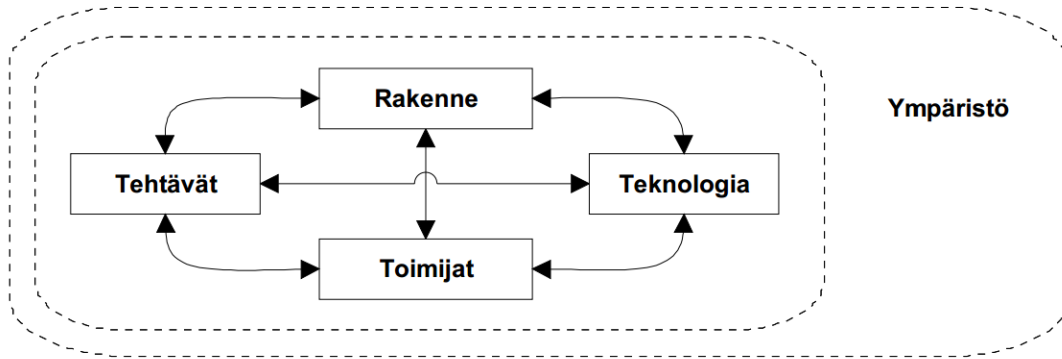 Rakenne
Ympäristö
Tehtävät
Teknologia
Toimijat